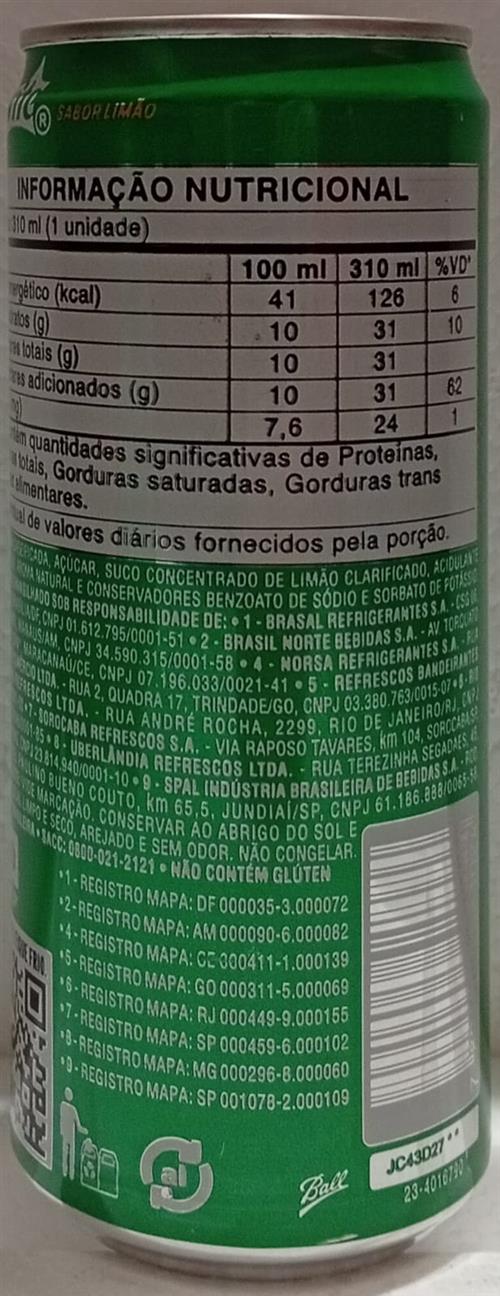 ® SABOR LIMÃO
INFORMAÇÃO NUTRICIONAL
310 ml (1 unidade)
100 ml 310 ml %VD*
(kcal) 41 126 6
(g) 10 31 10
totais (g) 10 31
adicionados (g) 10 31 62
7,6 24 1
quantidades significativas de Proteínas,
totais, Gorduras saturadas, Gorduras trans
alimentares.
de valores diários fornecidos pela porção.
AÇÚCAR, SUCO CONCENTRADO DE LIMÃO CLARIFICADO, ACIDULANTE
NATURAL E CONSERVADORES BENZOATO DE SÓDIO E SORBATO DE POTÁSSIO
SOB RESPONSABILIDADE DE: • 1 - BRASAL REFRIGERANTES S.A. -
CNPJ 01.612.795/0001-51 • 2 - BRASIL NORTE BEBIDAS S.A. - AV
CNPJ 34.590.315/0001-58 • 4 - NORSA REFRIGERANTES S.A. -
MARACANAÚ/CE, CNPJ 07.196.033/0021-41 • 5 - REFRESCOS BANDEIRANTES
LTDA. - RUA 2, QUADRA 17, TRINDADE/GO, CNPJ 03.380.763/0015-07 •
LTDA. - RUA ANDRÉ ROCHA, 2299, RIO DE JANEIRO/RJ,
• 7 - SOROCABA REFRESCOS S.A. - VIA RAPOSO TAVARES, km 104,
• 8 - UBERLÂNDIA REFRESCOS LTDA. - RUA TEREZINHA SEGADAES,
23.814.940/0001-10 • 9 - SPAL INDÚSTRIA BRASILEIRA DE BEBIDAS S.A. -
BUENO COUTO, km 65,5, JUNDIAÍ/SP, CNPJ 61.186.888/0065-
MARCAÇÃO. CONSERVAR AO ABRIGO DO SOL E
E SECO, AREJADO E SEM ODOR. NÃO CONGELAR.
• SACC: 0800-021-2121 • NÃO CONTÉM GLÚTEN
•1 - REGISTRO MAPA: DF 000035-3.000072
•2 - REGISTRO MAPA: AM 000090-6.000082
•4 - REGISTRO MAPA: CE 300411-1.000139
•5 - REGISTRO MAPA: GO 000311-5.000069
•6 - REGISTRO MAPA: RJ 000449-9.000155
•7 - REGISTRO MAPA: SP 000459-6.000102
•8 - REGISTRO MAPA: MG 000296-8.000060
•9 - REGISTRO MAPA: SP 001078-2.000109
FRIO.
al
Ball
JC43D27**